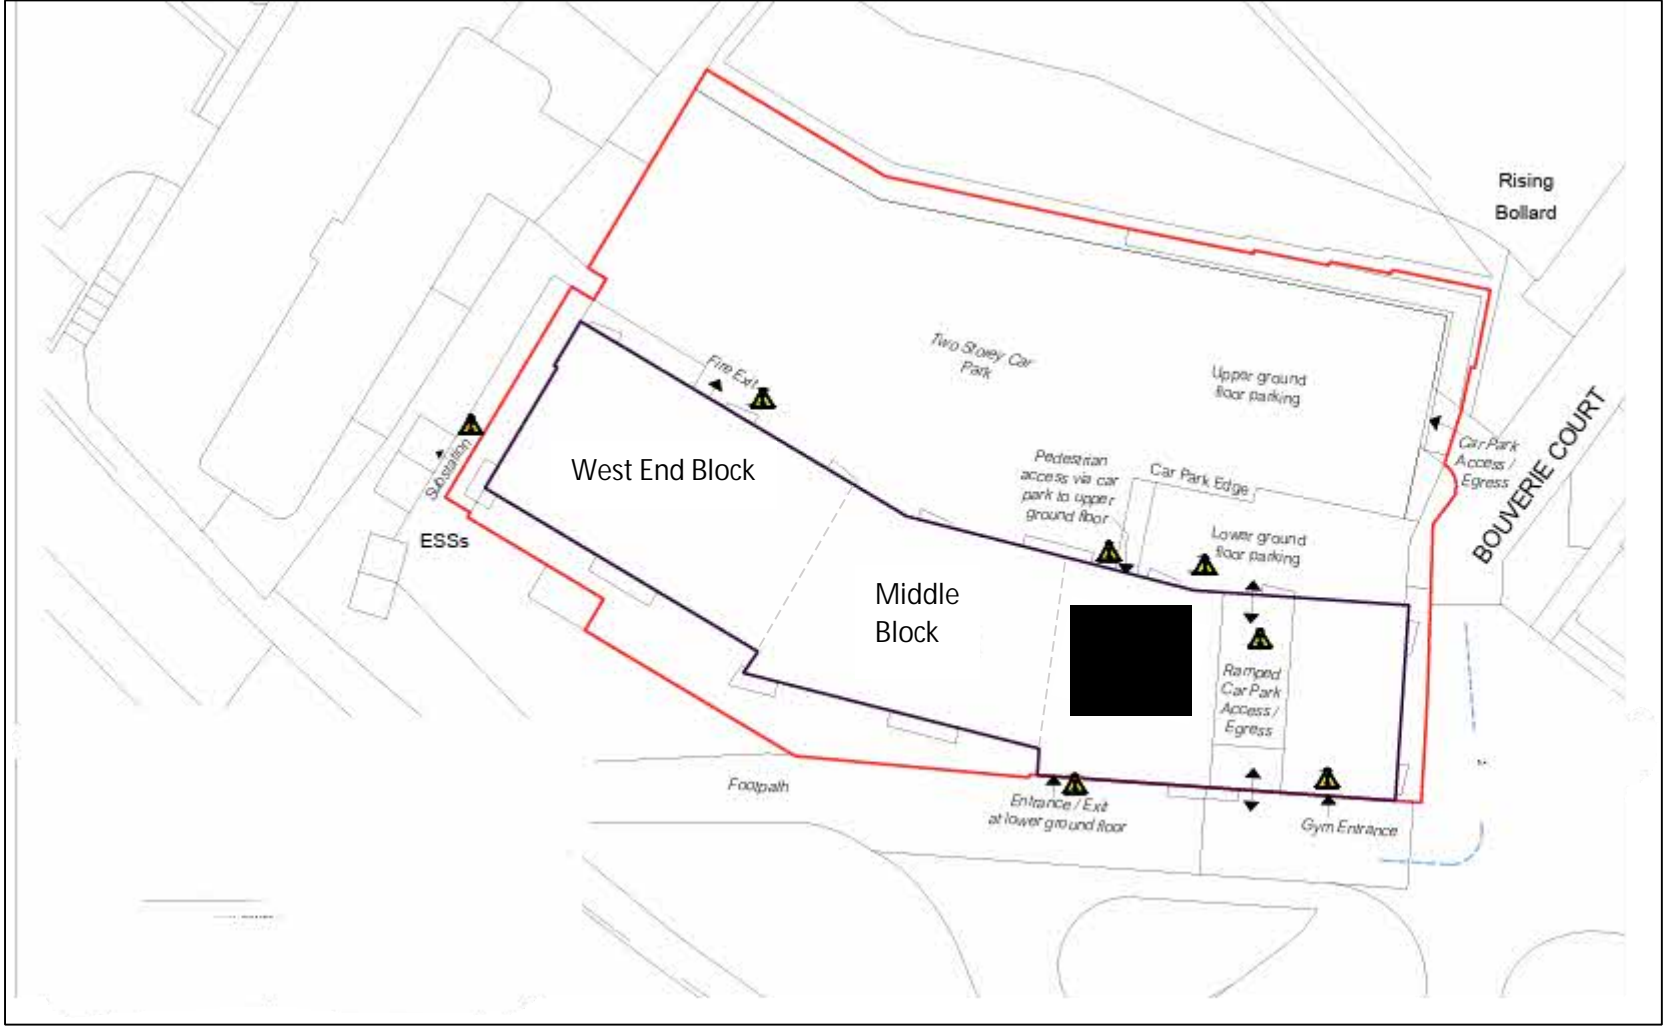 Rising
Bollard
Two Storey Car
Park
Upper ground
floor parking
Fire Exit
BOUVERIE COURT
Car Park
Access /
Egress
West End Block
Substation
ESSs
Pedestrian
access via car
park to upper
ground floor
Car Park Edge
Lower ground
floor parking
Middle
Block
Ramped
Car Park
Access /
Egress
Footpath
Entrance / Exit
at lower ground floor
Gym Entrance